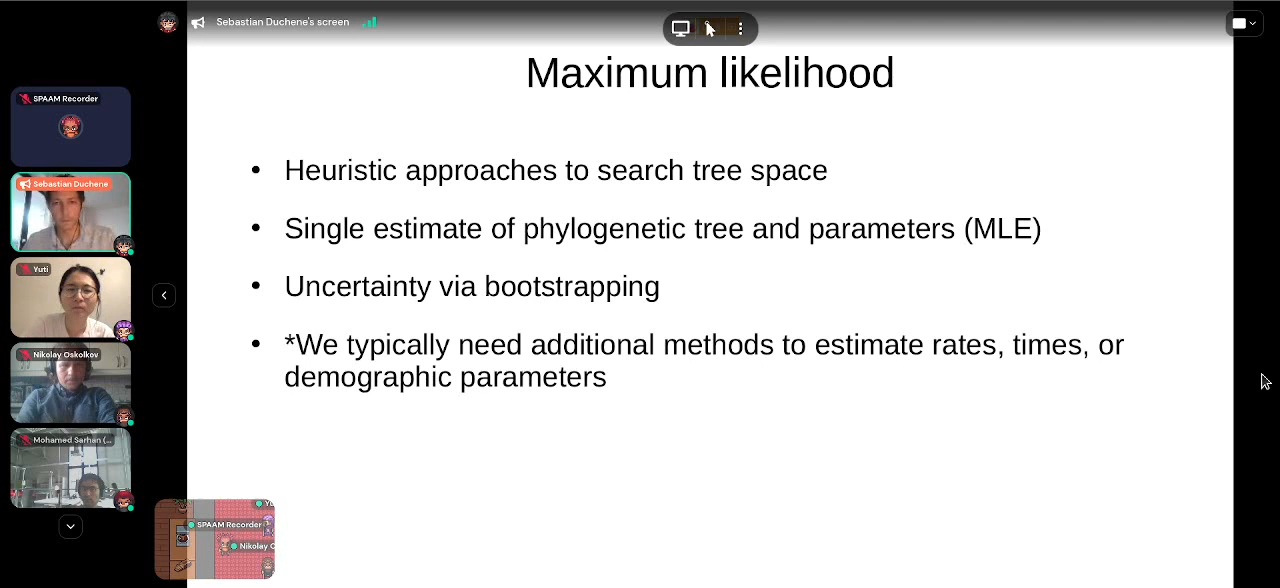 Sebastian Duchene's screen
Maximum likelihood
SPAAM Recorder
Sebastian Duchene
Yuti
Nikolay Oskolkov
Mohamed Sarhan (...
• Heuristic approaches to search tree space
• Single estimate of phylogenetic tree and parameters (MLE)
• Uncertainty via bootstrapping
• *We typically need additional methods to estimate rates, times, or
demographic parameters
SPAAM Recorder
Nikolay O